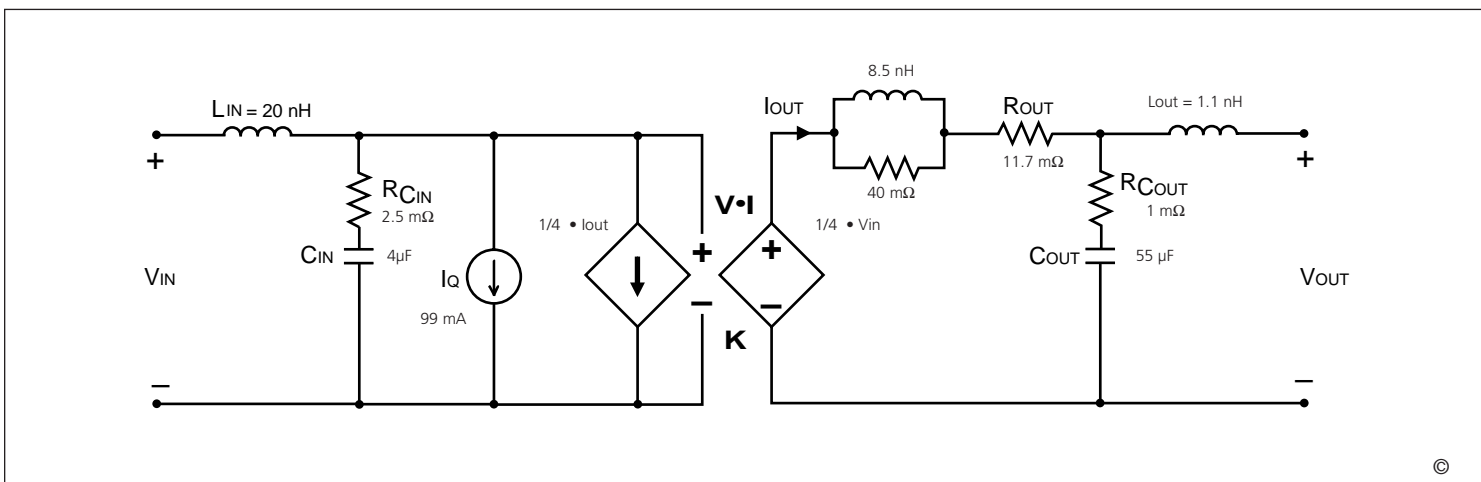 8.5 nH
LIN = 20 nH
IOUT
ROUT
Lout = 1.1 nH
+
+
11.7 mΩ
RCIN
2.5 mΩ
40 mΩ
RCOUT
1 mΩ
V•I
1/4 • Iout
1/4 • Vin
+
+
CIN
4µF
COUT
55 µF
VIN
IQ
VOUT
–
–
99 mA
K
–
–
©